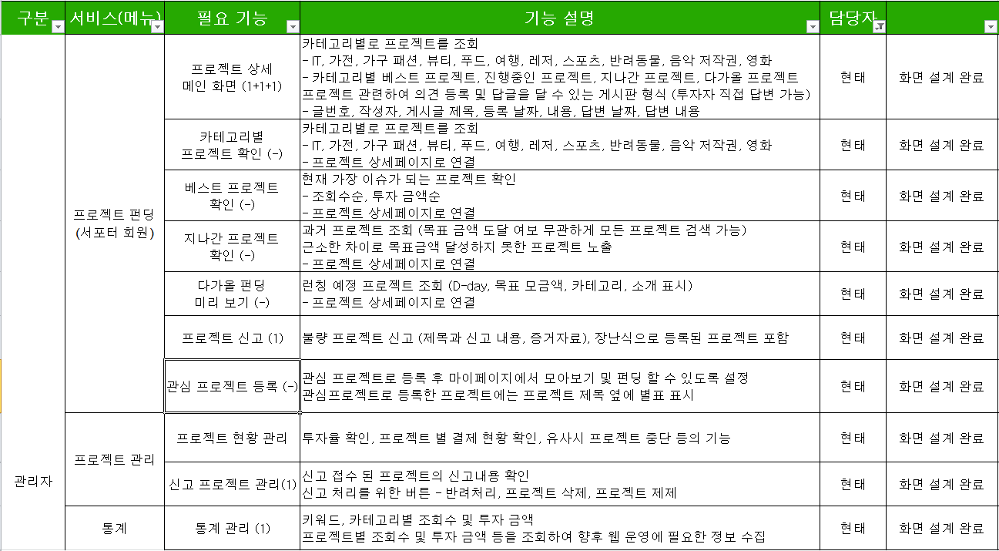 구분 서비스(메뉴) 필요 기능 기능 설명 담당자
프로젝트 펀딩
(서포터 회원)
프로젝트 상세
메인 화면 (1+1+1)
카테고리별로 프로젝트를 조회
- IT, 가전, 가구 패션, 뷰티, 푸드, 여행, 레저, 스포츠, 반려동물, 음악 저작권, 영화
- 카테고리별 베스트 프로젝트, 진행중인 프로젝트, 지나간 프로젝트, 다가올 프로젝트
프로젝트 관련하여 의견 등록 및 답글을 달 수 있는 게시판 형식 (투자자 직접 답변 가능)
- 글번호, 작성자, 게시글 제목, 등록 날짜, 내용, 답변 날짜, 답변 내용
현태 화면 설계 완료
카테고리별
프로젝트 확인 (-)
카테고리별로 프로젝트를 조회
- IT, 가전, 가구 패션, 뷰티, 푸드, 여행, 레저, 스포츠, 반려동물, 음악 저작권, 영화
- 프로젝트 상세페이지로 연결
현태 화면 설계 완료
베스트 프로젝트
확인 (-)
현재 가장 이슈가 되는 프로젝트 확인
- 조회수순, 투자 금액순
- 프로젝트 상세페이지로 연결
현태 화면 설계 완료
지나간 프로젝트
확인 (-)
과거 프로젝트 조회 (목표 금액 도달 여보 무관하게 모든 프로젝트 검색 가능)
근소한 차이로 목표금액 달성하지 못한 프로젝트 노출
- 프로젝트 상세페이지로 연결
현태 화면 설계 완료
다가올 펀딩
미리 보기 (-)
런칭 예정 프로젝트 조회 (D-day, 목표 모금액, 카테고리, 소개 표시)
- 프로젝트 상세페이지로 연결
현태 화면 설계 완료
프로젝트 신고 (1)
불량 프로젝트 신고 (제목과 신고 내용, 증거자료), 장난식으로 등록된 프로젝트 포함
현태 화면 설계 완료
관심 프로젝트 등록 (-)
관심 프로젝트로 등록 후 마이페이지에서 모아보기 및 펀딩 할 수 있도록 설정
관심프로젝트로 등록한 프로젝트에는 프로젝트 제목 옆에 별표 표시
현태 화면 설계 완료
관리자
프로젝트 관리
프로젝트 현황 관리
투자율 확인, 프로젝트 별 결제 현황 확인, 유사시 프로젝트 중단 등의 기능
현태 화면 설계 완료
신고 프로젝트 관리(1)
신고 접수 된 프로젝트의 신고내용 확인
신고 처리를 위한 버튼 - 반려처리, 프로젝트 삭제, 프로젝트 제제
현태 화면 설계 완료
통계
통계 관리 (1)
키워드, 카테고리별 조회수 및 투자 금액
프로젝트별 조회수 및 투자 금액 등을 조회하여 향후 웹 운영에 필요한 정보 수집
현태 화면 설계 완료